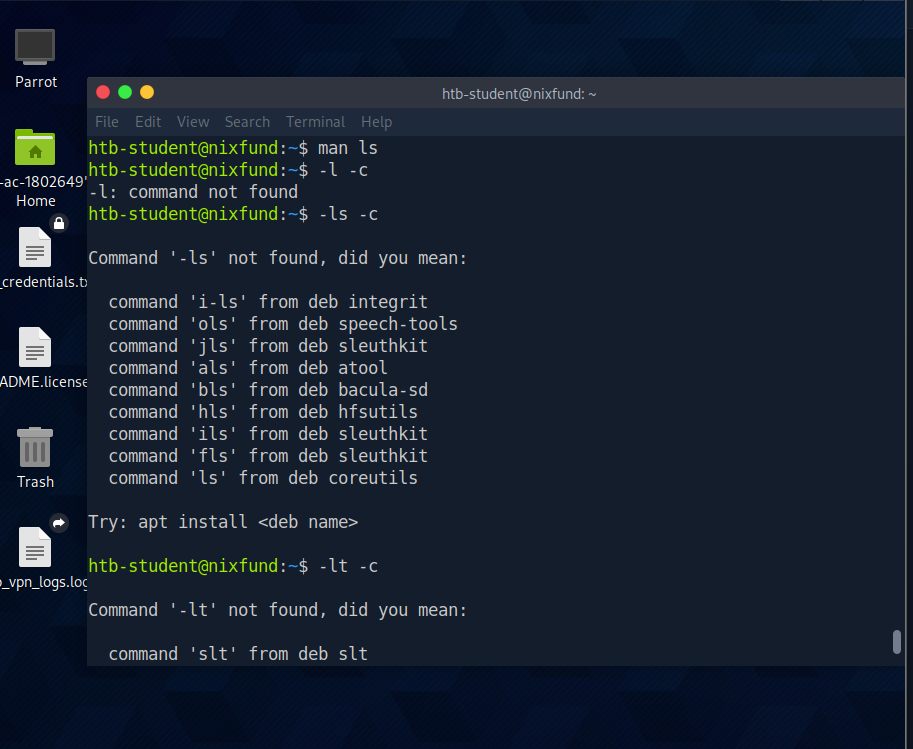 Parrot
-ac-1802649'
Home
_credentials.tx
ADME.license
Trash
_vpn_logs.log
htb-student@nixfund: ~
File Edit View Search Terminal Help
htb-student@nixfund:~$ man ls
htb-student@nixfund:~$ -l -c
-l: command not found
htb-student@nixfund:~$ -ls -c
Command '-ls' not found, did you mean:
command 'i-ls' from deb integrit
command 'ols' from deb speech-tools
command 'jls' from deb sleuthkit
command 'als' from deb atool
command 'bls' from deb bacula-sd
command 'hls' from deb hfsutils
command 'ils' from deb sleuthkit
command 'fls' from deb sleuthkit
command 'ls' from deb coreutils
Try: apt install <deb name>
htb-student@nixfund:~$ -lt -c
Command '-lt' not found, did you mean:
command 'slt' from deb slt